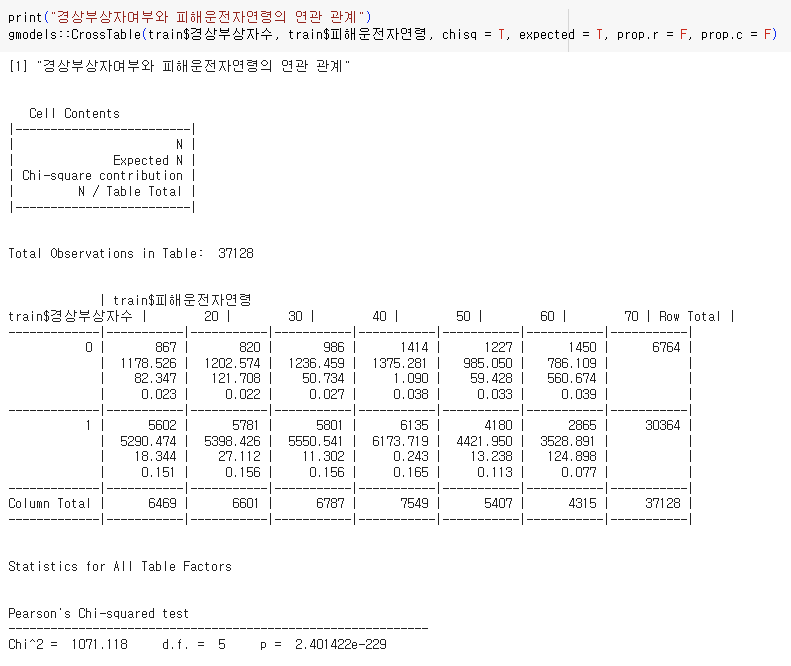 print("경상부상자여부와 피해운전자연령의 연관 관계")
gmodels::CrossTable(train$경상부상자수, train$피해운전자연령, chisq = T, expected = T, prop.r = F, prop.c = F)
[1] "경상부상자여부와 피해운전자연령의 연관 관계"
   Cell Contents
|-------------------------|
|                       N |
|              Expected N |
| Chi-square contribution |
|         N / Table Total |
|-------------------------|
Total Observations in Table:  37128
             | train$피해운전자연령
train$경상부상자수 |        20 |        30 |        40 |        50 |        60 |        70 | Row Total |
-------------|-----------|-----------|-----------|-----------|-----------|-----------|-----------|
           0 |       867 |       820 |       986 |      1414 |      1227 |      1450 |      6764 |
             |  1178.526 |  1202.574 |  1236.459 |  1375.281 |   985.050 |   786.109 |           |
             |    82.347 |   121.708 |    50.734 |     1.090 |    59.428 |   560.674 |           |
             |     0.023 |     0.022 |     0.027 |     0.038 |     0.033 |     0.039 |           |
-------------|-----------|-----------|-----------|-----------|-----------|-----------|-----------|
           1 |      5602 |      5781 |      5801 |      6135 |      4180 |      2865 |     30364 |
             |  5290.474 |  5398.426 |  5550.541 |  6173.719 |  4421.950 |  3528.891 |           |
             |    18.344 |    27.112 |    11.302 |     0.243 |    13.238 |   124.898 |           |
             |     0.151 |     0.156 |     0.156 |     0.165 |     0.113 |     0.077 |           |
-------------|-----------|-----------|-----------|-----------|-----------|-----------|-----------|
Column Total |      6469 |      6601 |      6787 |      7549 |      5407 |      4315 |     37128 |
-------------|-----------|-----------|-----------|-----------|-----------|-----------|-----------|
Statistics for All Table Factors
Pearson's Chi-squared test
------------------------------------------------------------
Chi^2 =  1071.118     d.f. =  5     p =  2.401422e-229